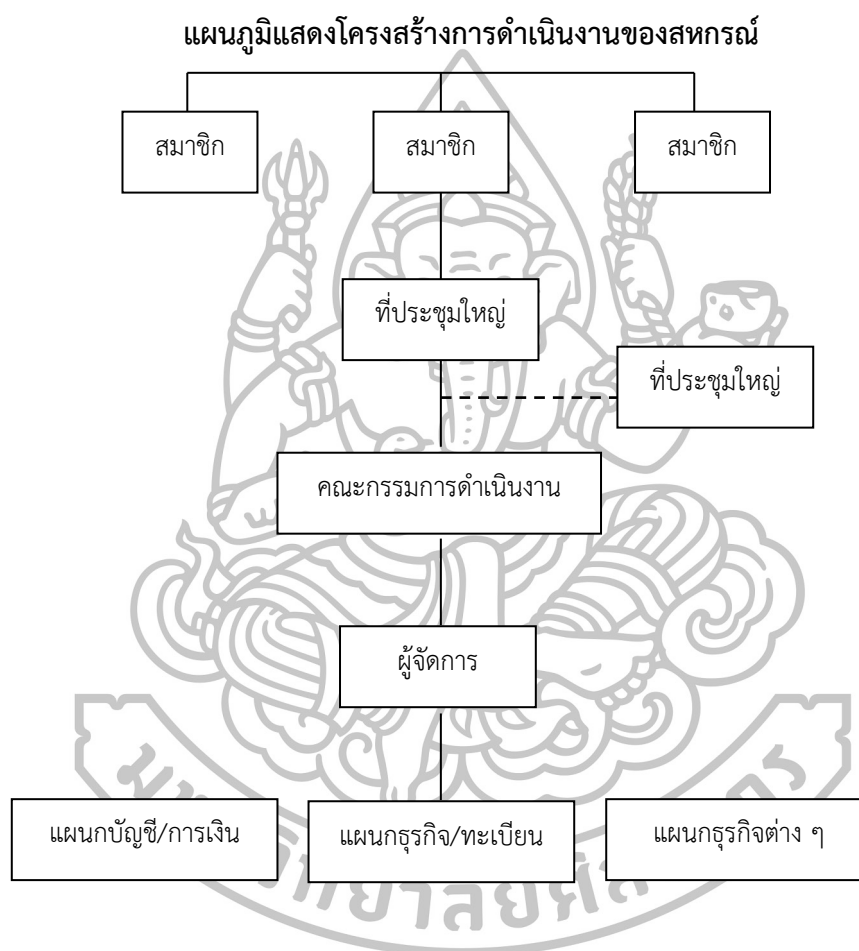 แผนภูมิแสดงโครงสร้างการดำเนินงานของสหกรณ์
สมาชิก
สมาชิก
สมาชิก
ที่ประชุมใหญ่
ที่ประชุมใหญ่
คณะกรรมการดำเนินงาน
ผู้จัดการ
แผนกบัญชี/การเงิน
แผนกธุรกิจ/ทะเบียน
แผนกธุรกิจต่าง ๆ